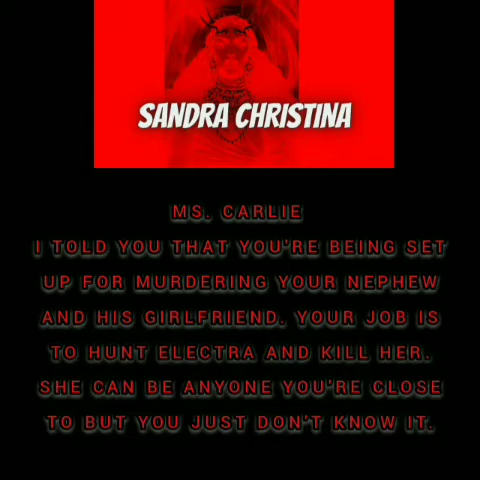 SANDRA CHRISTINA
MS. CARLIE
I TOLD YOU THAT YOU'RE BEING SET
UP FOR MURDERING YOUR NEPHEW
AND HIS GIRLFRIEND. YOUR JOB IS
TO HUNT ELECTRA AND KILL HER.
SHE CAN BE ANYONE YOU'RE CLOSE
TO BUT YOU JUST DON'T KNOW IT.